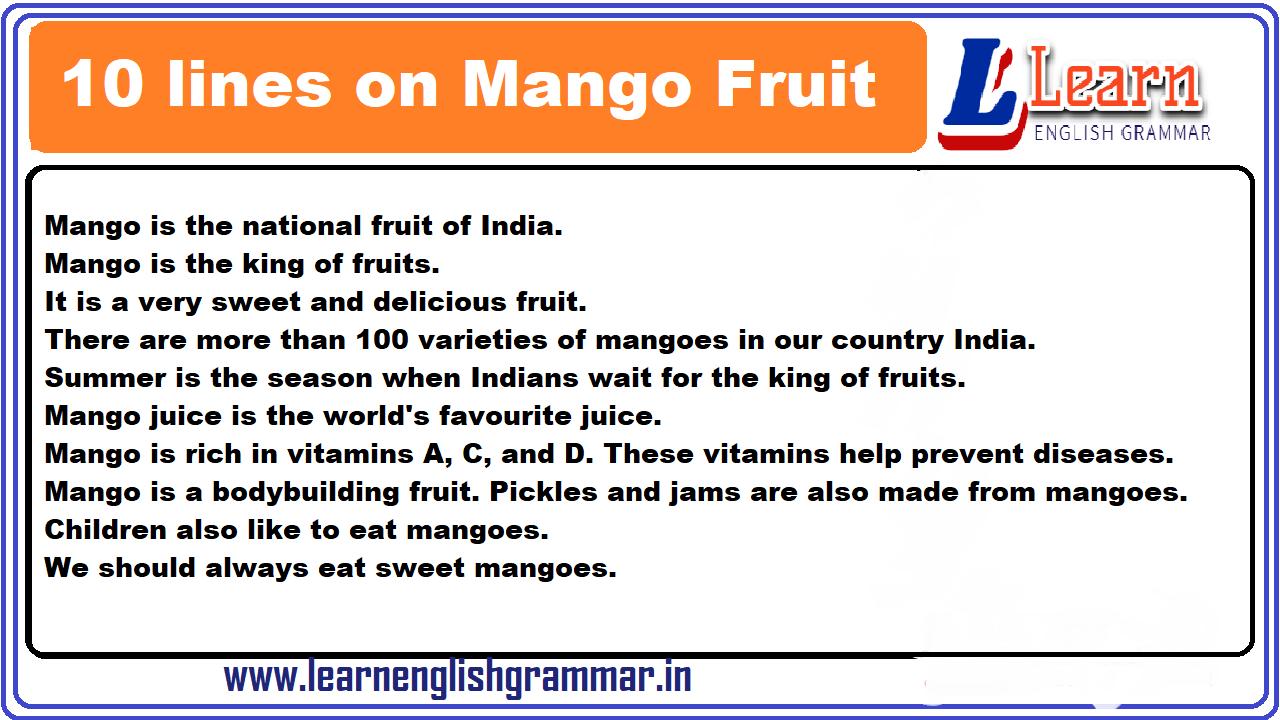 10 lines on Mango Fruit
L Learn
ENGLISH GRAMMAR
Mango is the national fruit of India.
Mango is the king of fruits.
It is a very sweet and delicious fruit.
There are more than 100 varieties of mangoes in our country India.
Summer is the season when Indians wait for the king of fruits.
Mango juice is the world's favourite juice.
Mango is rich in vitamins A, C, and D. These vitamins help prevent diseases.
Mango is a bodybuilding fruit. Pickles and jams are also made from mangoes.
Children also like to eat mangoes.
We should always eat sweet mangoes.
www.learnenglishgrammar.in